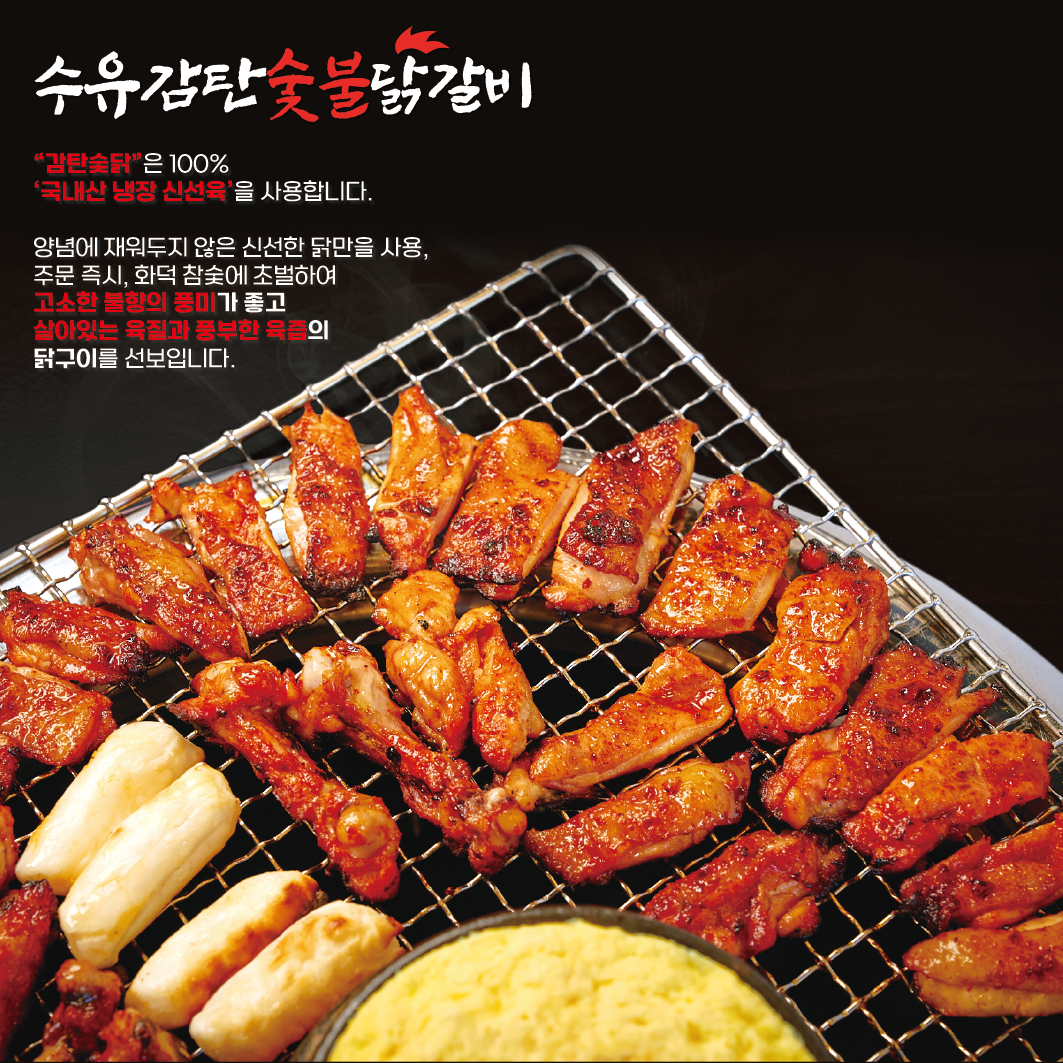 수유감탄숯불닭갈비
“감탄숯닭”은 100%
‘국내산 냉장 신선육’을 사용합니다.
양념에 재워두지 않은 신선한 닭만을 사용,
주문 즉시, 화덕 참숯에 초벌하여
고소한 불향의 풍미가 좋고
살아있는 육질과 풍부한 육즙의
닭구이를 선보입니다.